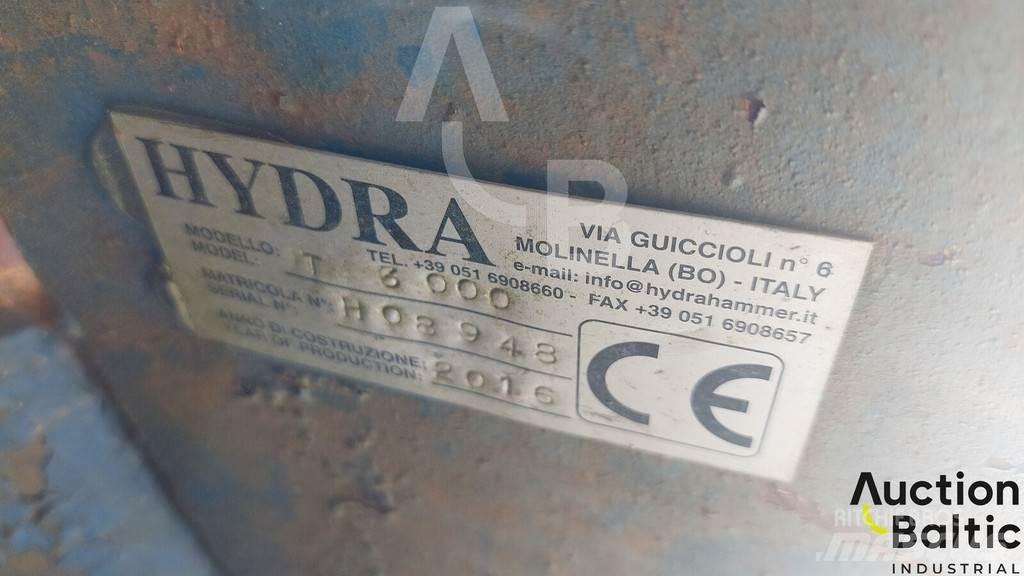 HYDRA
VIA GUICCIOLI n° 6
MOLINELLA (BO) - ITALY
e-mail: info@hydrahammer.it
TEL. +39 051 6908660 - FAX +39 051 6908657
MODELLO:
MODEL: T 6000
MATRICOLA N°:
SERIAL N°: H08948
ANNO DI COSTRUZIONE:
YEAR OF PRODUCTION: 2016
CE
Auction
Baltic
INDUSTRIAL